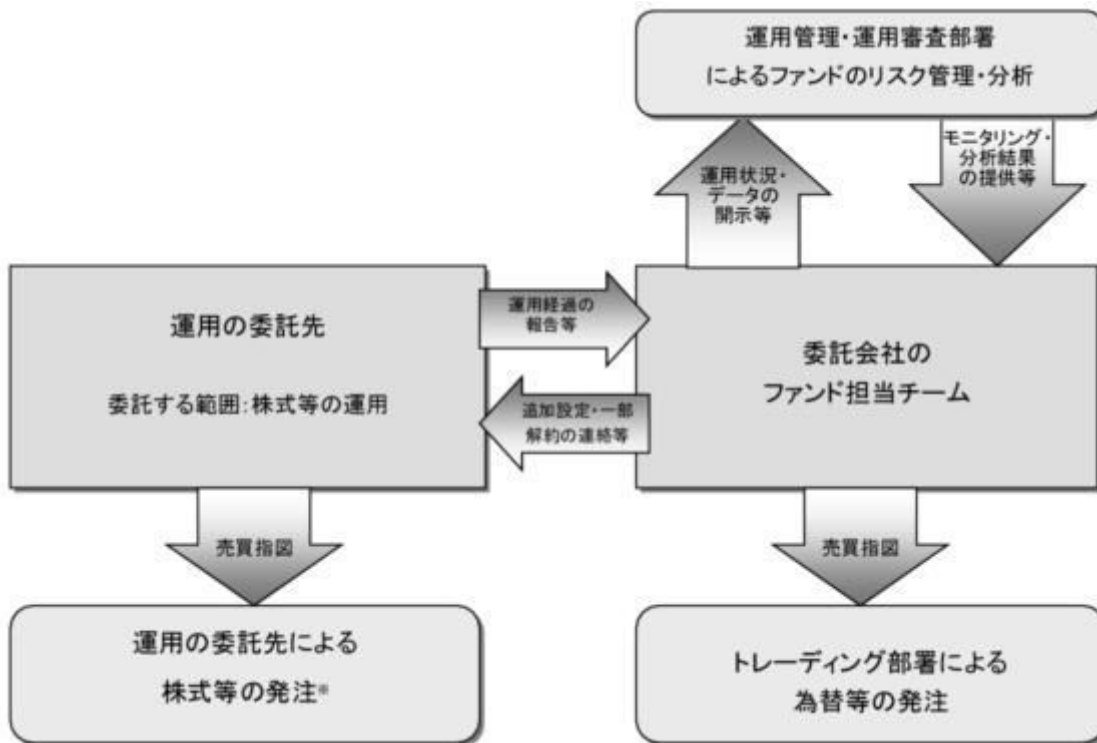 運用管理・運用審査部署
によるファンドのリスク管理・分析
運用状況・
データの
開示等
モニタリング・
分析結果
の提供等
運用の委託先
委託する範囲:株式等の運用
運用経過の
報告等
追加設定・一部
解約の連絡等
委託会社の
ファンド担当チーム
売買指図
売買指図
運用の委託先による
株式等の発注※
トレーディング部署による
為替等の発注